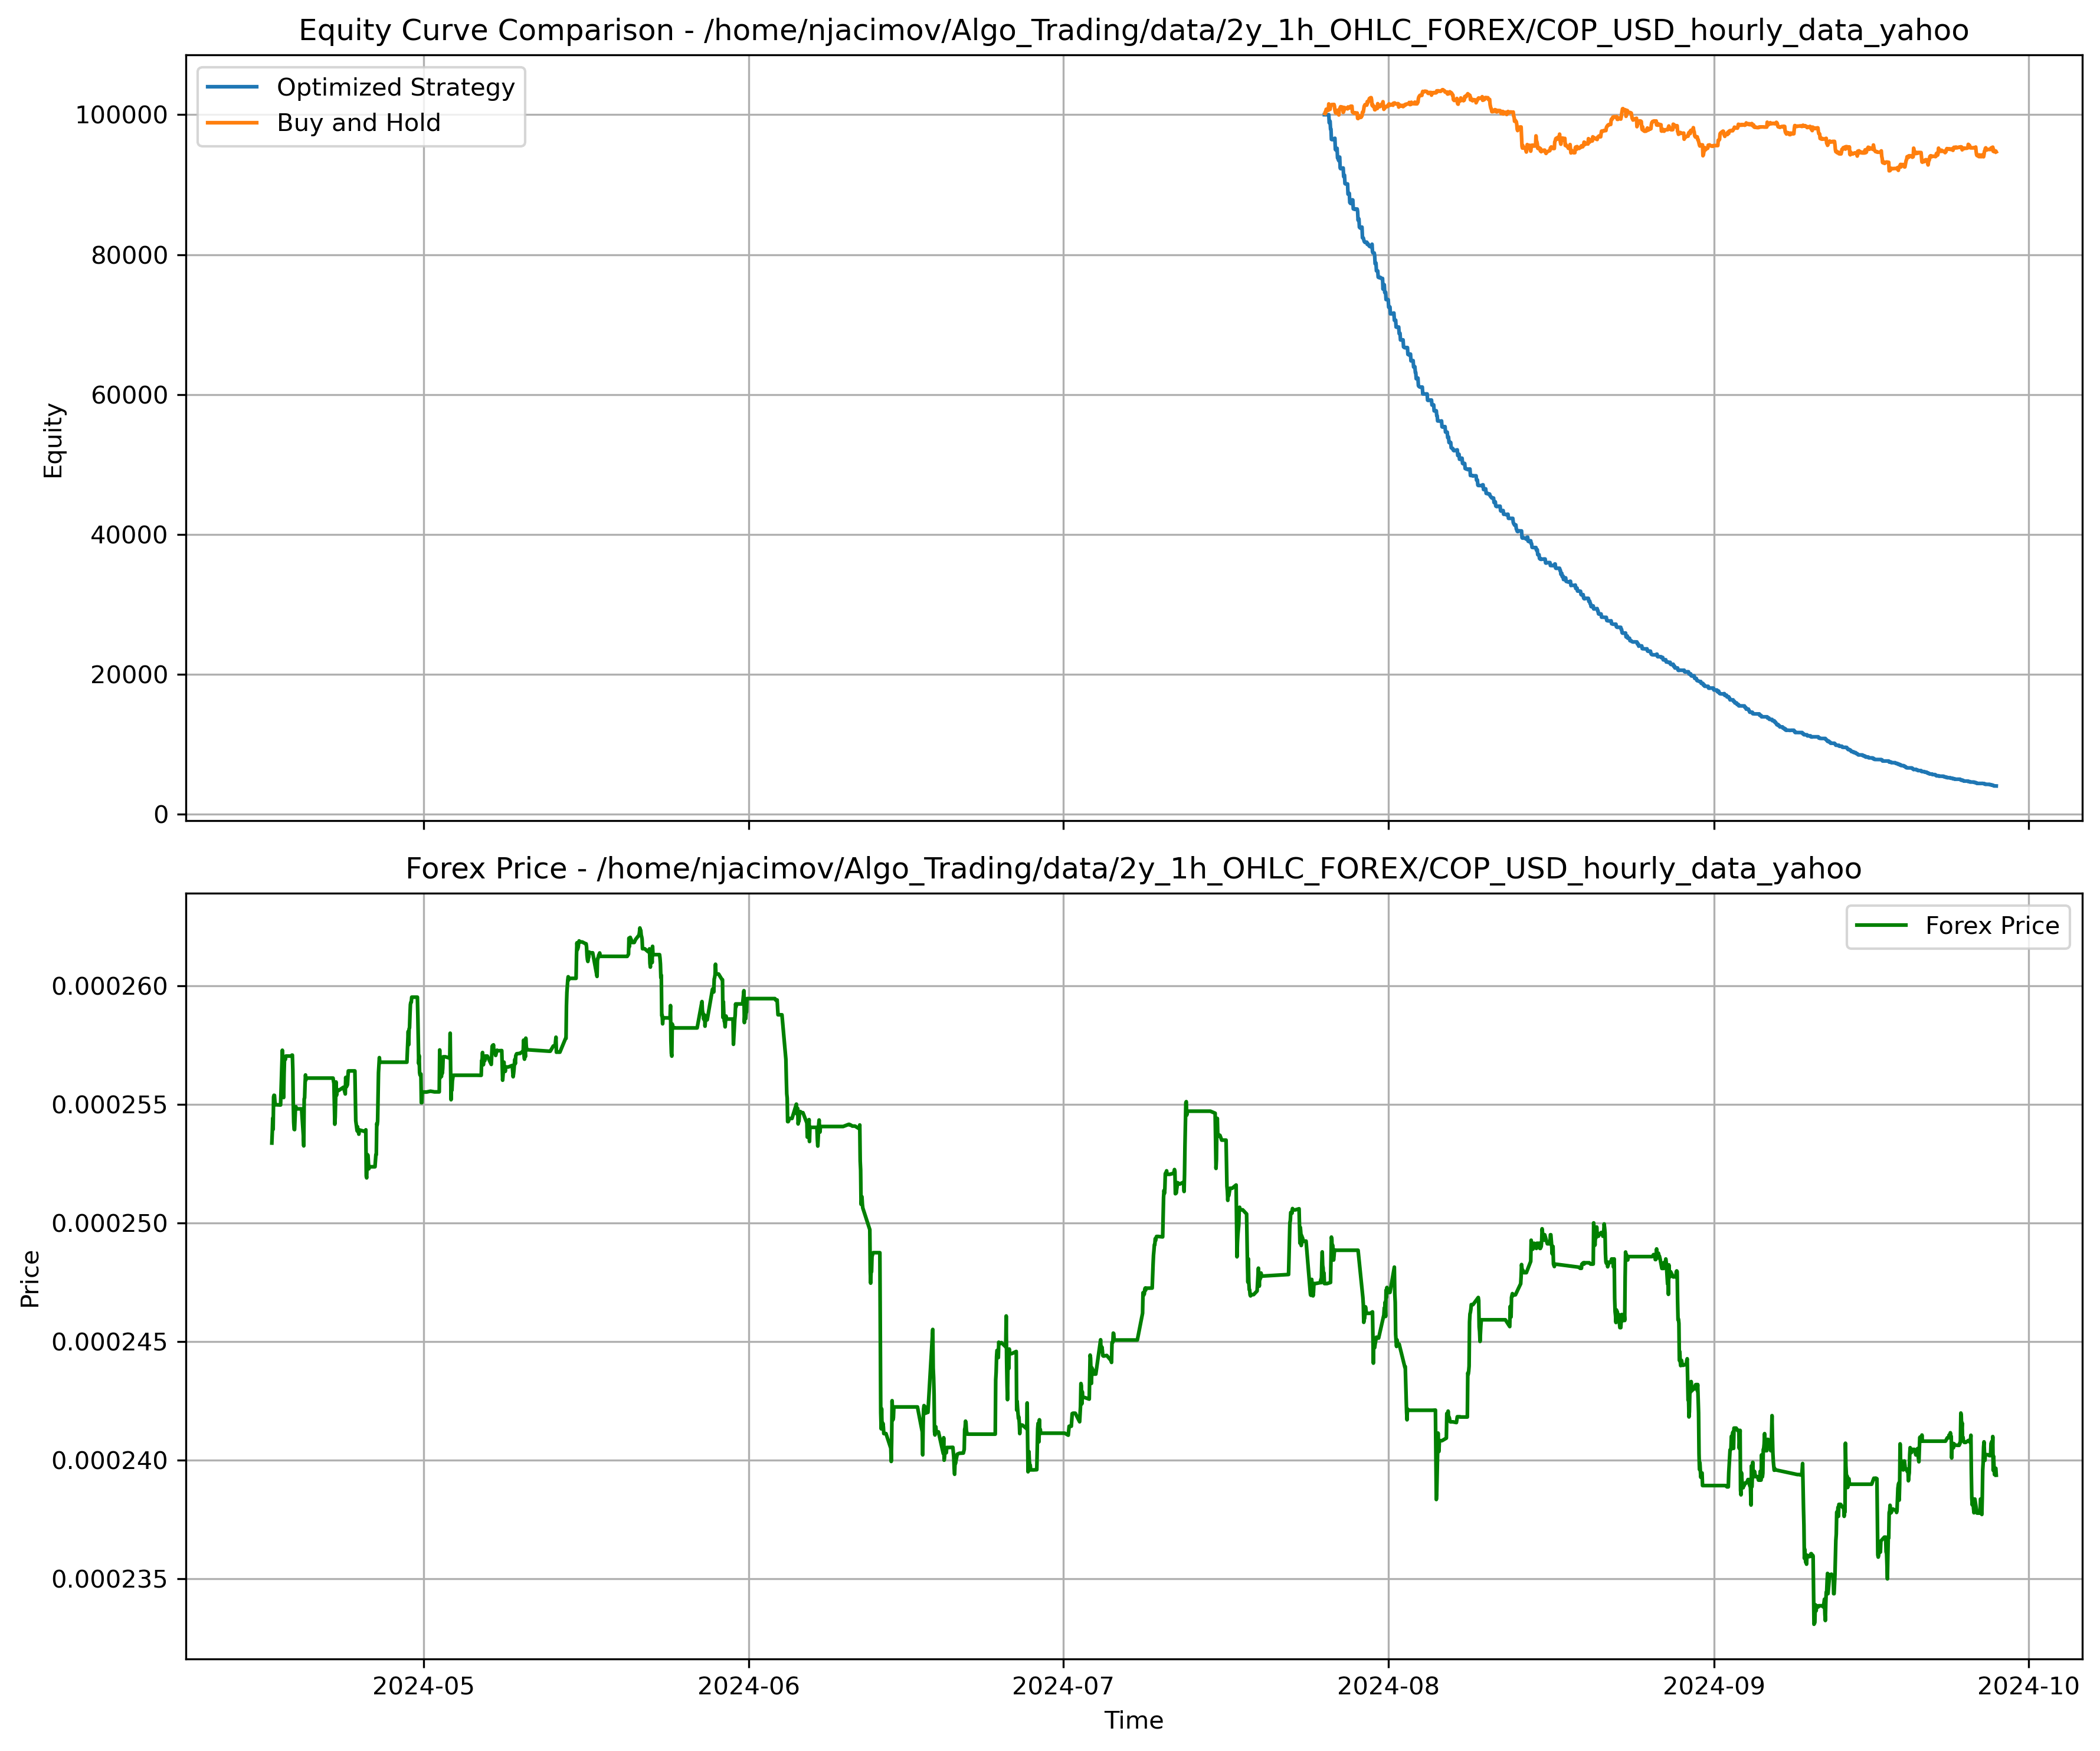 Equity Curve Comparison - /home/njacimov/Algo_Trading/data/2y_1h_OHLC_FOREX/COP_USD_hourly_data_yahoo
Optimized Strategy
Buy and Hold
100000
80000
60000
40000
20000
0
Equity
Forex Price - /home/njacimov/Algo_Trading/data/2y_1h_OHLC_FOREX/COP_USD_hourly_data_yahoo
Forex Price
0.000260
0.000255
0.000250
0.000245
0.000240
0.000235
Price
2024-05 2024-06 2024-07 2024-08 2024-09 2024-10
Time